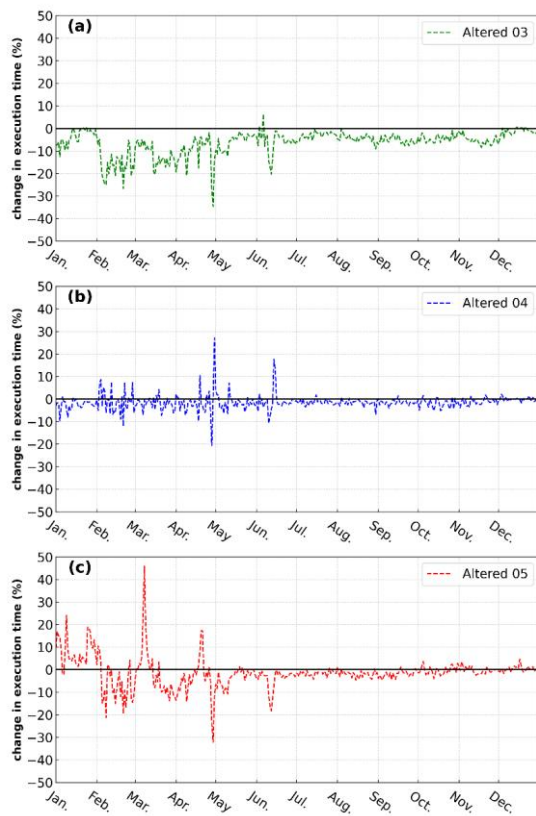 (a)
Altered 03
change in execution time (%)
50
40
30
20
10
0
−10
−20
−30
−40
−50
Jan. Feb. Mar. Apr. May Jun. Jul. Aug. Sep. Oct. Nov. Dec.
(b)
Altered 04
change in execution time (%)
50
40
30
20
10
0
−10
−20
−30
−40
−50
Jan. Feb. Mar. Apr. May Jun. Jul. Aug. Sep. Oct. Nov. Dec.
(c)
Altered 05
change in execution time (%)
50
40
30
20
10
0
−10
−20
−30
−40
−50
Jan. Feb. Mar. Apr. May Jun. Jul. Aug. Sep. Oct. Nov. Dec.